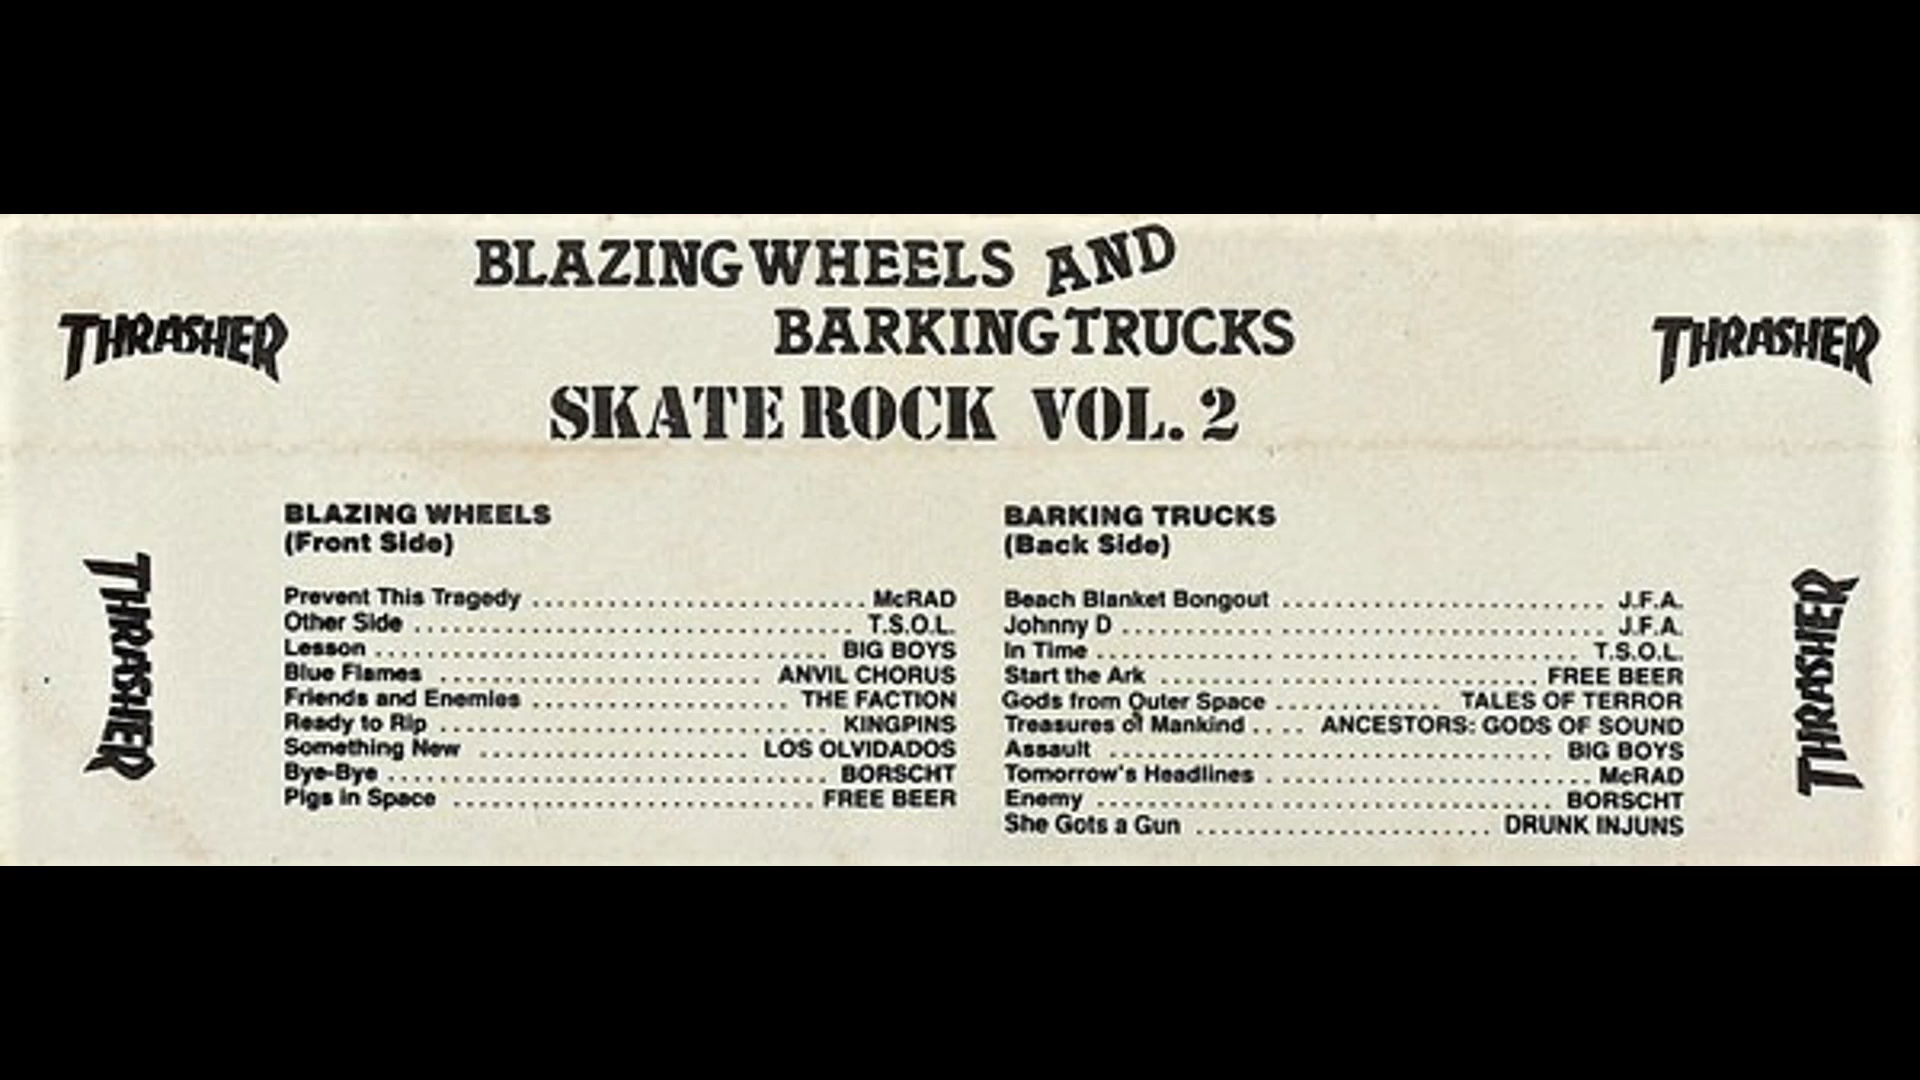 BLAZING WHEELS AND
BARKING TRUCKS
SKATE ROCK VOL. 2
THRASHER
THRASHER
THRASHER
THRASHER
BLAZING WHEELS
(Front Side)
Prevent This Tragedy ........................... McRAD
Other Side ................................... T.S.O.L.
Lesson .................................... BIG BOYS
Blue Flames .......................... ANVIL CHORUS
Friends and Enemies ..................... THE FACTION
Ready to Rip ............................... KINGPINS
Something New ...................... LOS OLVIDADOS
Bye-Bye ................................... BORSCHT
Pigs in Space ............................. FREE BEER
BARKING TRUCKS
(Back Side)
Beach Blanket Bongout .......................... J.F.A.
Johnny D ....................................... J.F.A.
In Time ...................................... T.S.O.L.
Start the Ark .............................. FREE BEER
Gods from Outer Space ............. TALES OF TERROR
Treasures of Mankind .... ANCESTORS: GODS OF SOUND
Assault ................................... BIG BOYS
Tomorrow's Headlines .......................... McRAD
Enemy .................................... BORSCHT
She Gots a Gun ....................... DRUNK INJUNS